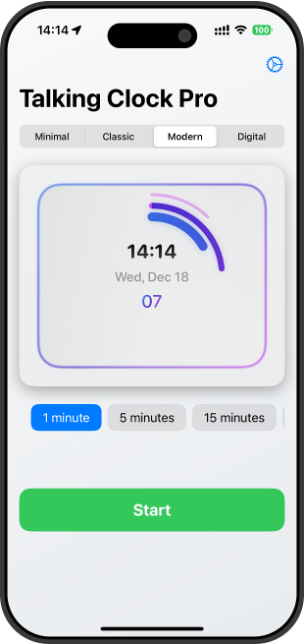 14:14 100
Talking Clock Pro
Minimal Classic Modern Digital
14:14
Wed, Dec 18
07
1 minute 5 minutes 15 minutes
Start